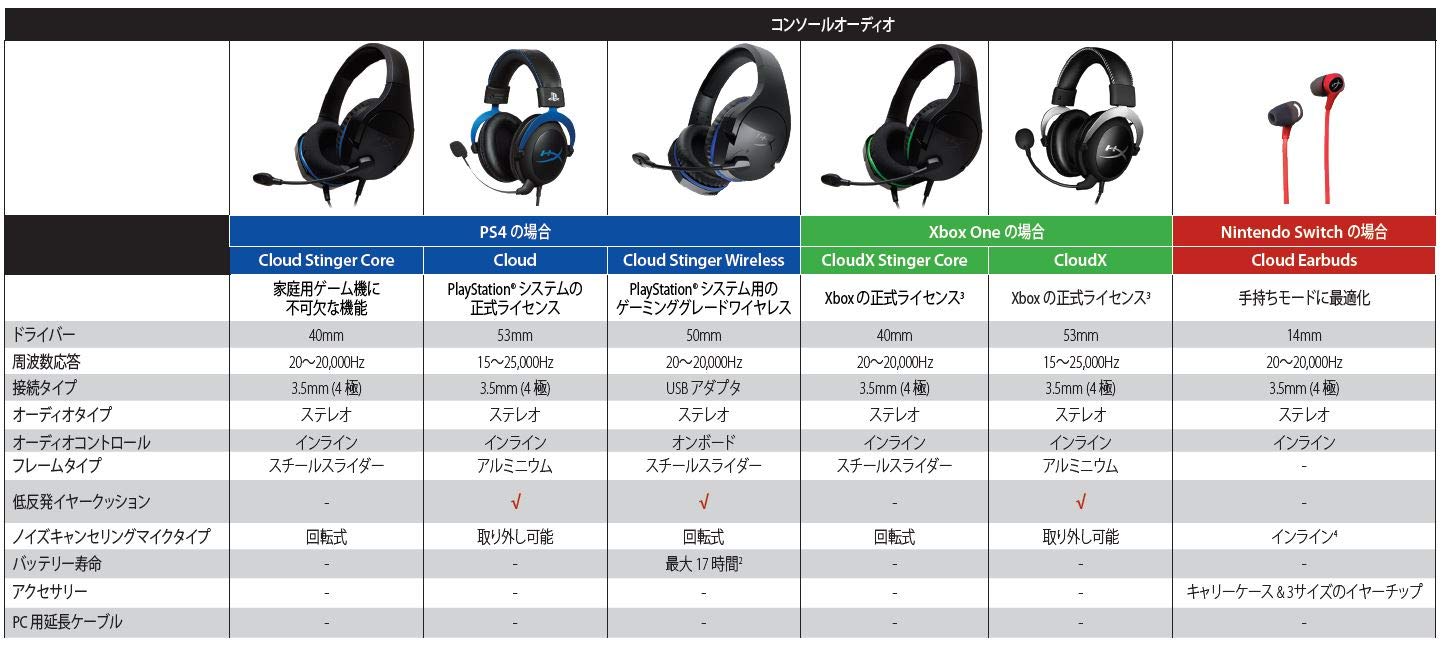 コンソールオーディオ
PS4 の場合 Xbox One の場合 Nintendo Switch の場合
Cloud Stinger Core Cloud Cloud Stinger Wireless CloudX Stinger Core CloudX Cloud Earbuds
家庭用ゲーム機に PlayStation® システムの PlayStation® システム用の
不可欠な機能 正式ライセンス ゲーミンググレードワイヤレス Xbox の正式ライセンス³ Xbox の正式ライセンス³ 手持ちモードに最適化
ドライバー 40mm 53mm 50mm 40mm 53mm 14mm
周波数応答 20～20,000Hz 15～25,000Hz 20～20,000Hz 20～20,000Hz 15～25,000Hz 20～20,000Hz
接続タイプ 3.5mm (4 極) 3.5mm (4 極) USB アダプタ 3.5mm (4 極) 3.5mm (4 極) 3.5mm (4 極)
オーディオタイプ ステレオ ステレオ ステレオ ステレオ ステレオ ステレオ
オーディオコントロール インライン インライン オンボード インライン インライン インライン
フレームタイプ スチールスライダー アルミニウム スチールスライダー スチールスライダー アルミニウム -
低反発イヤークッション - √ √ - √ -
ノイズキャンセリングマイクタイプ 回転式 取り外し可能 回転式 回転式 取り外し可能 インライン⁴
バッテリー寿命 - - 最大 17 時間² - - -
アクセサリー - - - - - キャリーケース & 3サイズのイヤーチップ
PC 用延長ケーブル - - - - - -